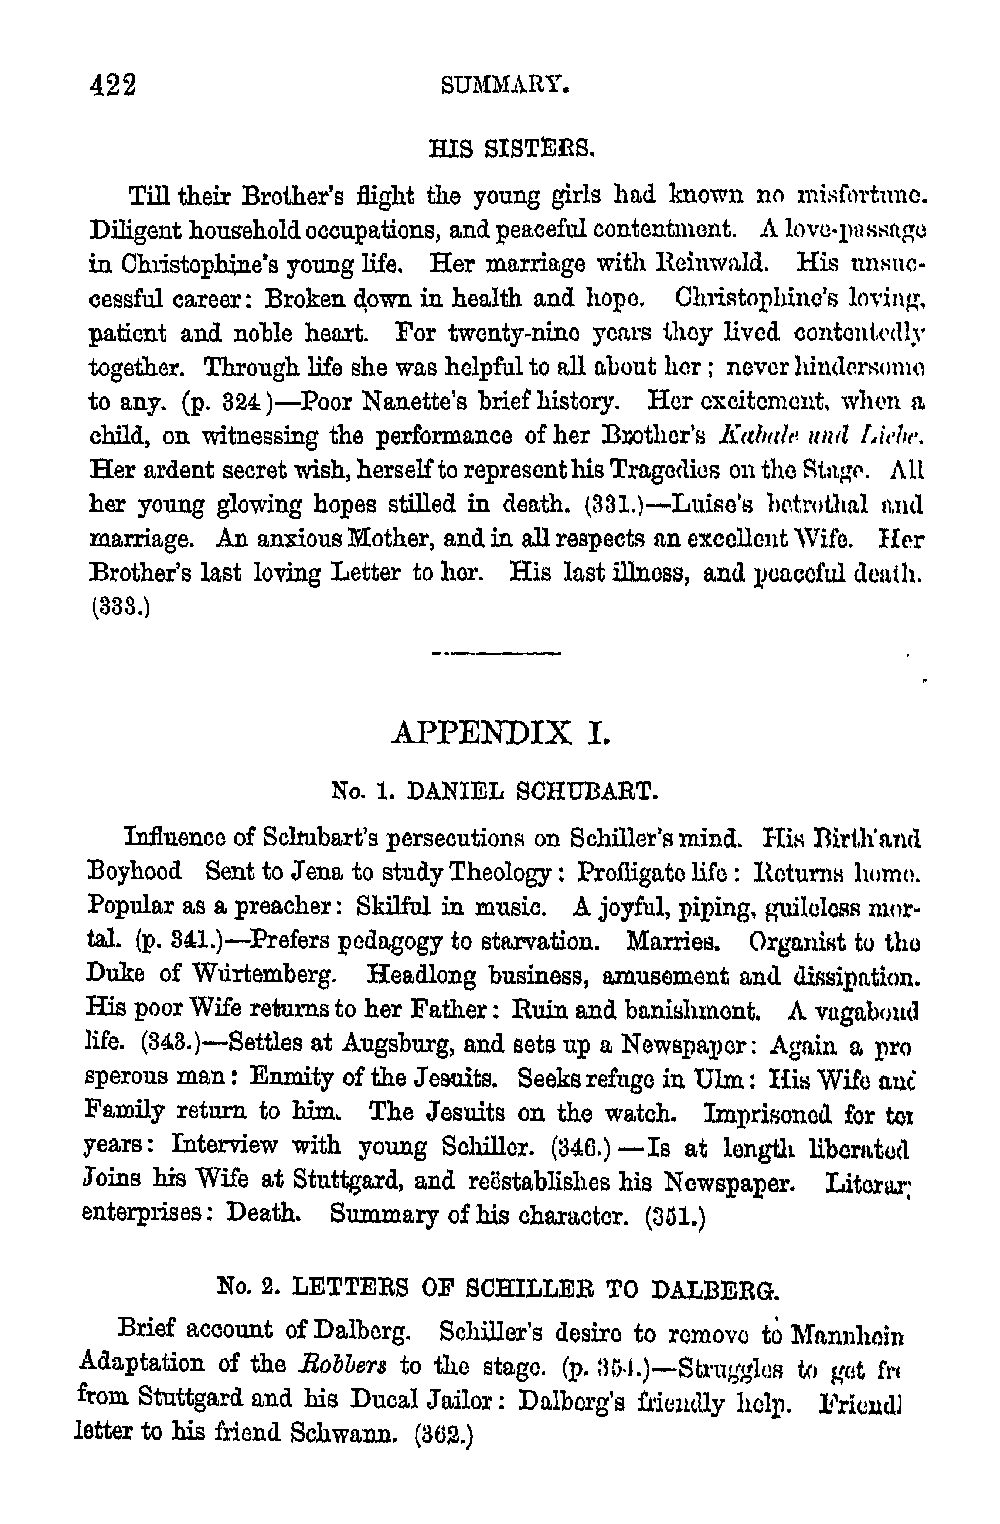 422 SUMMARY.
HIS SISTERS.
Till their Brother's flight the young girls had known no misfortune.
Diligent household occupations, and peaceful contentment. A love-passage
in Christophine's young life. Her marriage with Reinwald. His unsuc-
cessful career: Broken down in health and hope. Christophine's loving,
patient and noble heart. For twenty-nine years they lived contentedly
together. Through life she was helpful to all about her; never hindersome
to any. (p. 324)—Poor Nanette's brief history. Her excitement, when a
child, on witnessing the performance of her Brother's Kabale und Liebe.
Her ardent secret wish, herself to represent his Tragedies on the Stage. All
her young glowing hopes stilled in death. (331.)—Luise's betrothal and
marriage. An anxious Mother, and in all respects an excellent Wife. Her
Brother's last loving Letter to her. His last illness, and peaceful death.
(333.)
APPENDIX I.
No. 1. DANIEL SCHUBART.
Influence of Schubart's persecutions on Schiller's mind. His Birth and
Boyhood Sent to Jena to study Theology: Profligate life: Returns home.
Popular as a preacher: Skilful in music. A joyful, piping, guileless mor-
tal. (p. 341.)—Prefers pedagogy to starvation. Marries. Organist to the
Duke of Würtemberg. Headlong business, amusement and dissipation.
His poor Wife returns to her Father: Ruin and banishment. A vagabond
life. (343.)—Settles at Augsburg, and sets up a Newspaper: Again a pro
sperous man: Enmity of the Jesuits. Seeks refuge in Ulm: His Wife and
Family return to him. The Jesuits on the watch. Imprisoned for ten
years: Interview with young Schiller. (346.)—Is at length liberated
Joins his Wife at Stuttgard, and reëstablishes his Newspaper. Literary
enterprises: Death. Summary of his character. (351.)
No. 2. LETTERS OF SCHILLER TO DALBERG.
Brief account of Dalberg. Schiller's desire to remove to Mannhein
Adaptation of the Robbers to the stage. (p. 354.)—Struggles to get fr
from Stuttgard and his Ducal Jailor: Dalberg's friendly help. Friendl
letter to his friend Schwann. (362.)